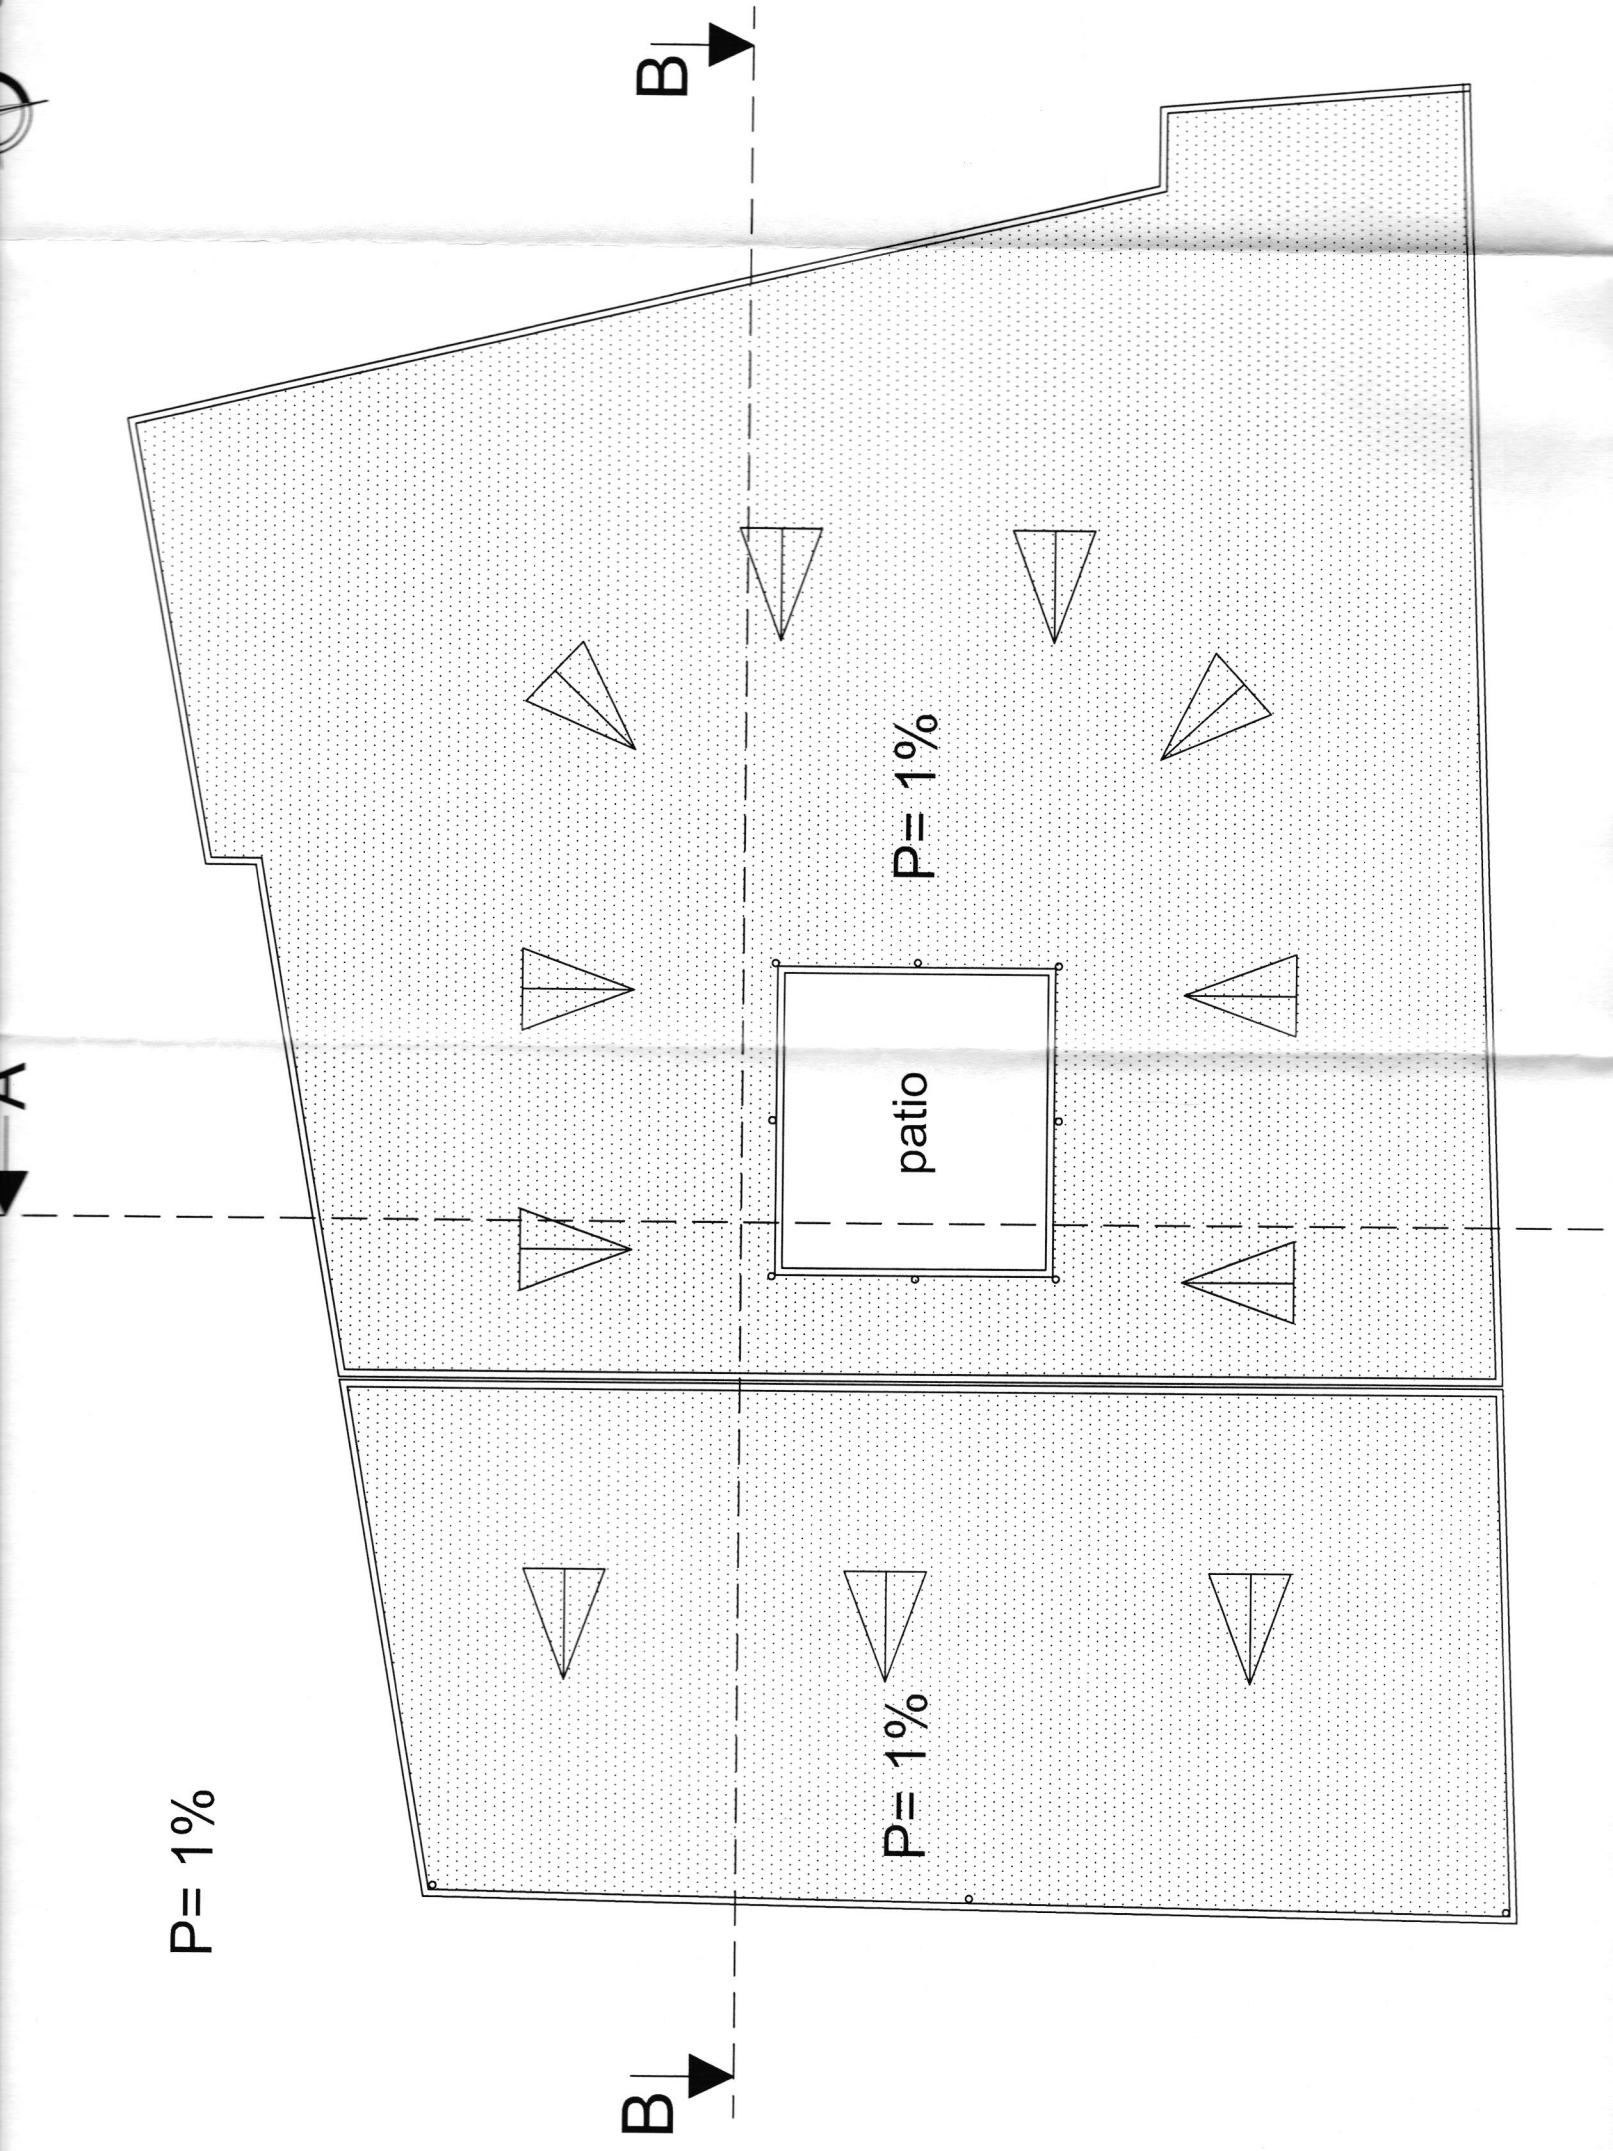 B
A
P= 1%
patio
P= 1%
P= 1%
B